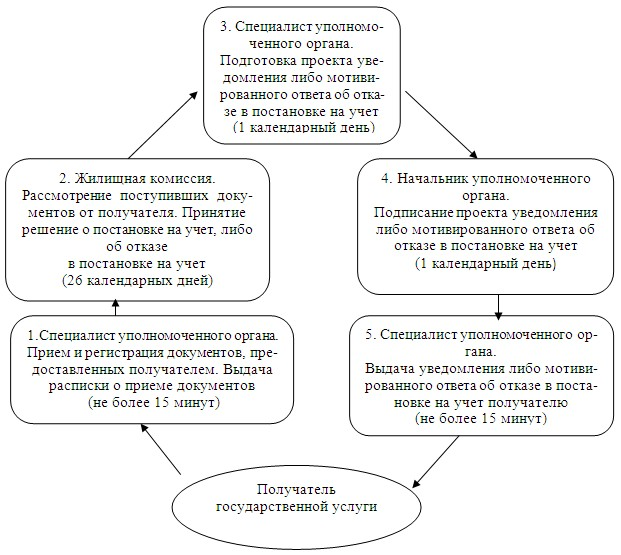 3. Специалист уполномо-
ченного органа.
Подготовка проекта уве-
домления либо мотиви-
рованного ответа об отка-
зе в постановке на учет
(1 календарный день)
2. Жилищная комиссия.
Рассмотрение поступивших доку-
ментов от получателя. Принятие
решение о постановке на учет, либо
об отказе
в постановке на учет
(26 календарных дней)
4. Начальник уполномоченного
органа.
Подписание проекта уведомления
либо мотивированного ответа об
отказе в постановке на учет
(1 календарный день)
1.Специалист уполномоченного органа.
Прием и регистрация документов, пре-
доставленных получателем. Выдача
расписки о приеме документов
(не более 15 минут)
5. Специалист уполномоченного ор-
гана.
Выдача уведомления либо мотиви-
рованного ответа об отказе в поста-
новке на учет получателю
(не более 15 минут)
Получатель
государственной услуги